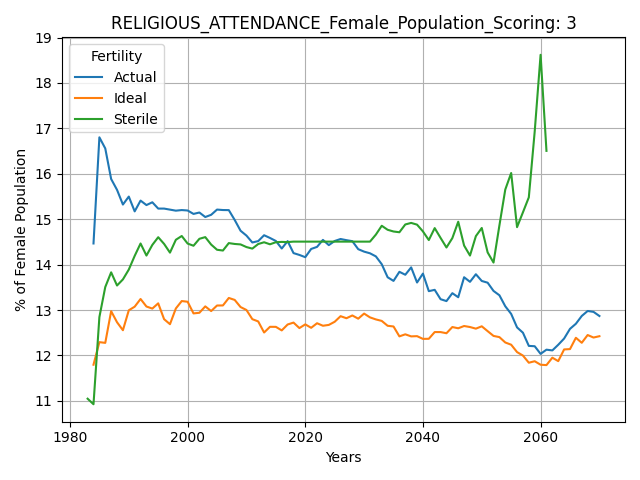 RELIGIOUS_ATTENDANCE_Female_Population_Scoring: 3
Fertility
Actual
Ideal
Sterile
% of Female Population
19
18
17
16
15
14
13
12
11
1980
2000
2020
2040
2060
Years